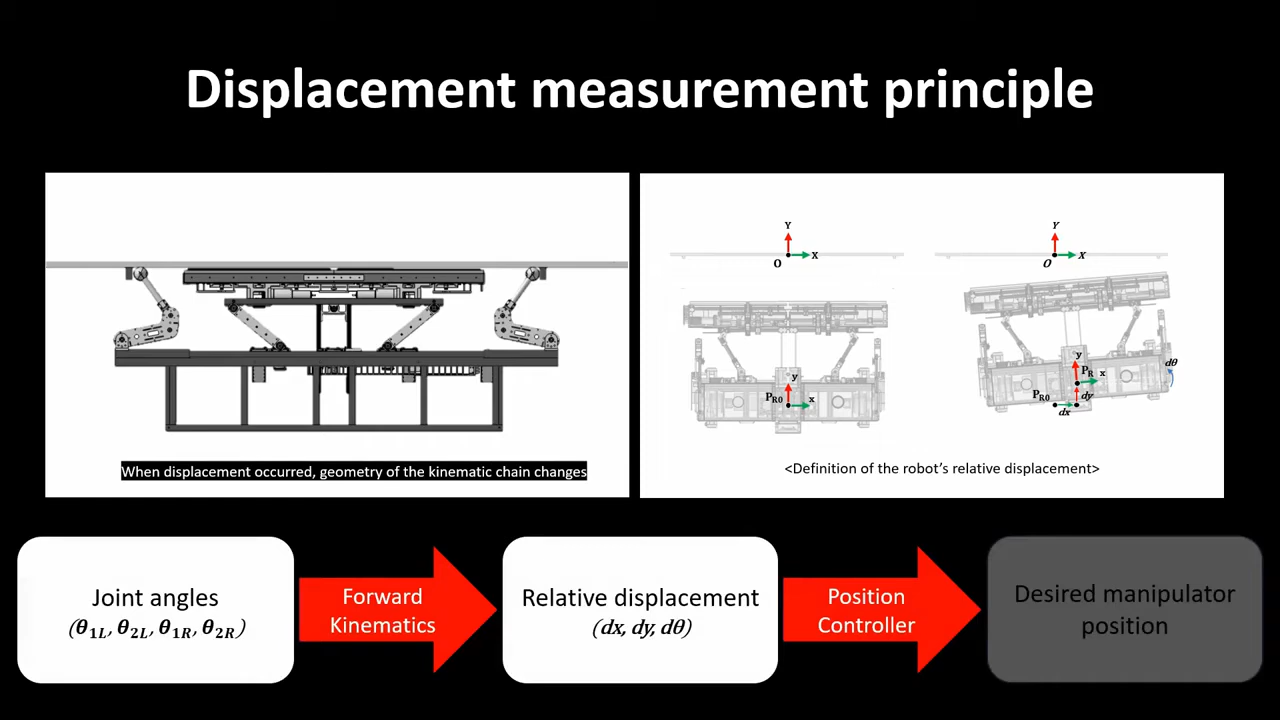 Displacement measurement principle
When displacement occurred, geometry of the kinematic chain changes
Y
X
O
y
P_R0
x
Y
X
O
dθ
y
P_R
x
P_R0
dy
dx
<Definition of the robot's relative displacement>
Joint angles
(θ₁L, θ₂L, θ₁R, θ₂R)
Forward
Kinematics
Relative displacement
(dx, dy, dθ)
Position
Controller
Desired manipulator
position